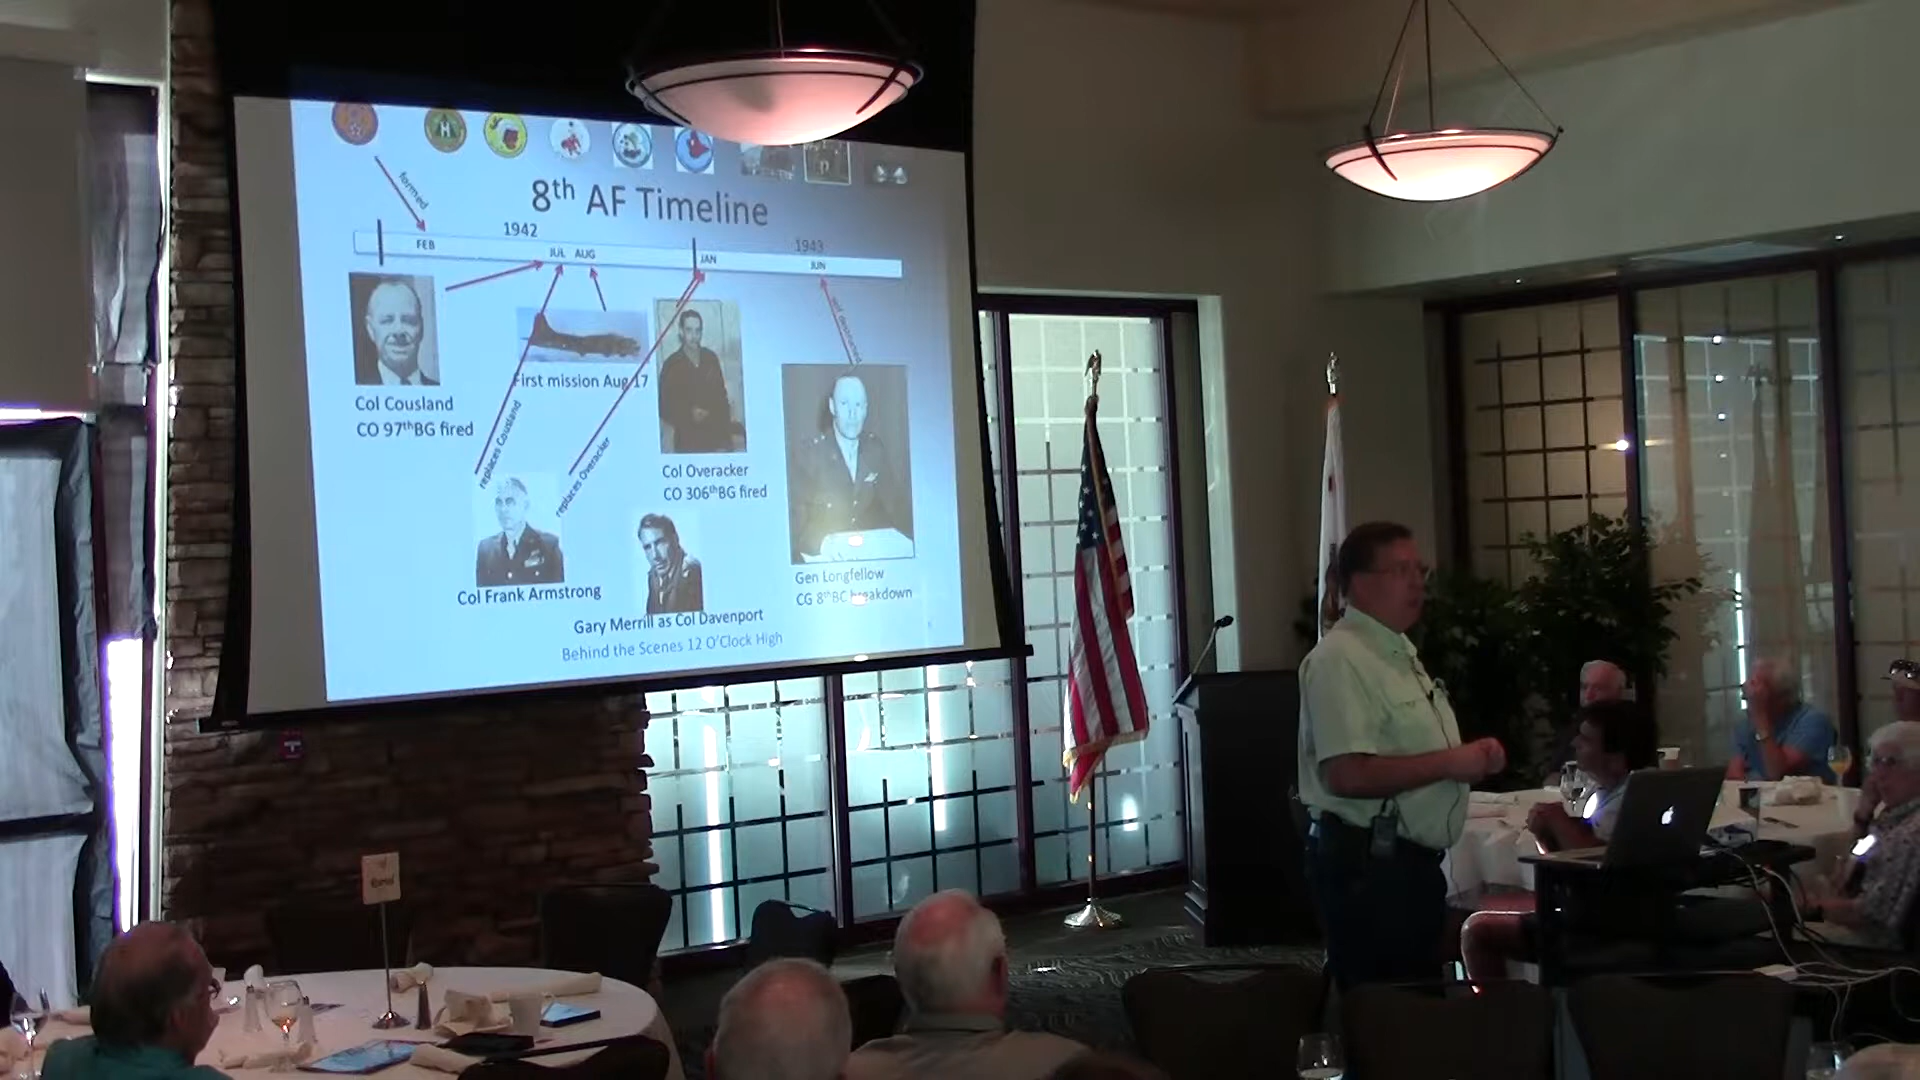 formed
8th AF Timeline
1942
1943
FEB
JUL AUG
JAN
JUN
First mission Aug 17
Col Cousland
CO 97thBG fired
replaces Cousland
replaces Overacker
Col Overacker
CO 306thBG fired
Col Frank Armstrong
Gary Merrill as Col Davenport
Gen Longfellow
CG 8thBC breakdown
Behind the Scenes 12 O'Clock High